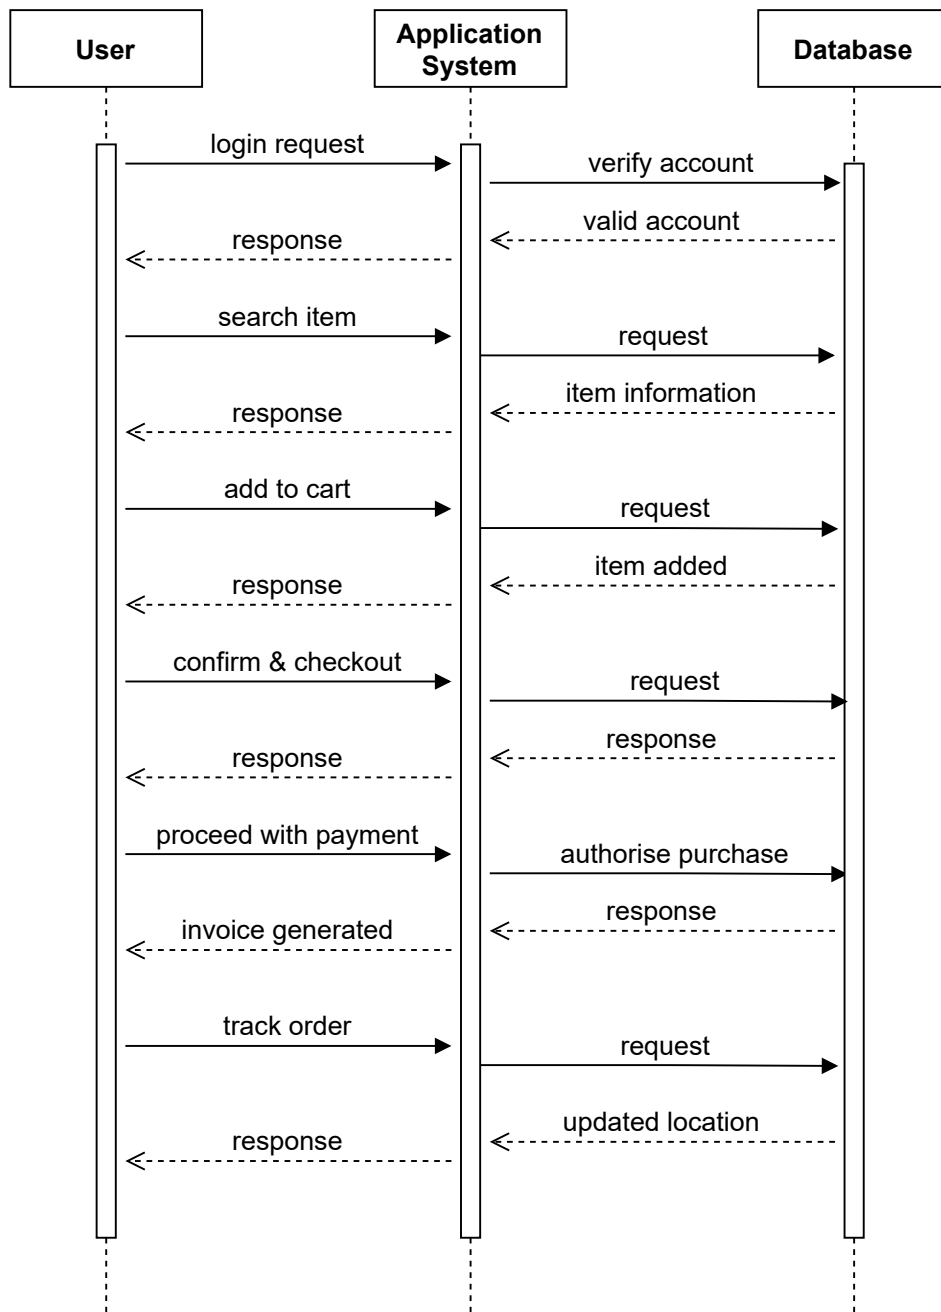 User
Application
System
Database
login request
verify account
valid account
response
search item
request
item information
response
add to cart
request
item added
response
confirm & checkout
request
response
response
proceed with payment
authorise purchase
response
invoice generated
track order
request
updated location
response